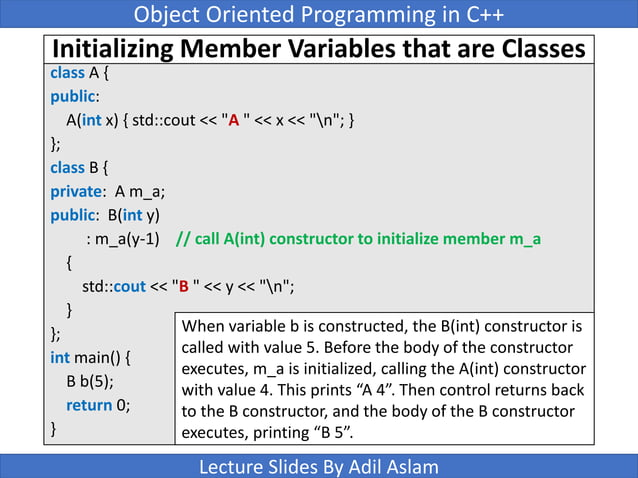 Object Oriented Programming in C++
Initializing Member Variables that are Classes
class A {
public:
A(int x) { std::cout << "A " << x << "\n"; }
};
class B {
private:  A m_a;
public:  B(int y)
: m_a(y-1)   // call A(int) constructor to initialize member m_a
{
std::cout << "B " << y << "\n";
}
};
int main() {
B b(5);
return 0;
}
When variable b is constructed, the B(int) constructor is
called with value 5. Before the body of the constructor
executes, m_a is initialized, calling the A(int) constructor
with value 4. This prints “A 4”. Then control returns back
to the B constructor, and the body of the B constructor
executes, printing “B 5”.
Lecture Slides By Adil Aslam